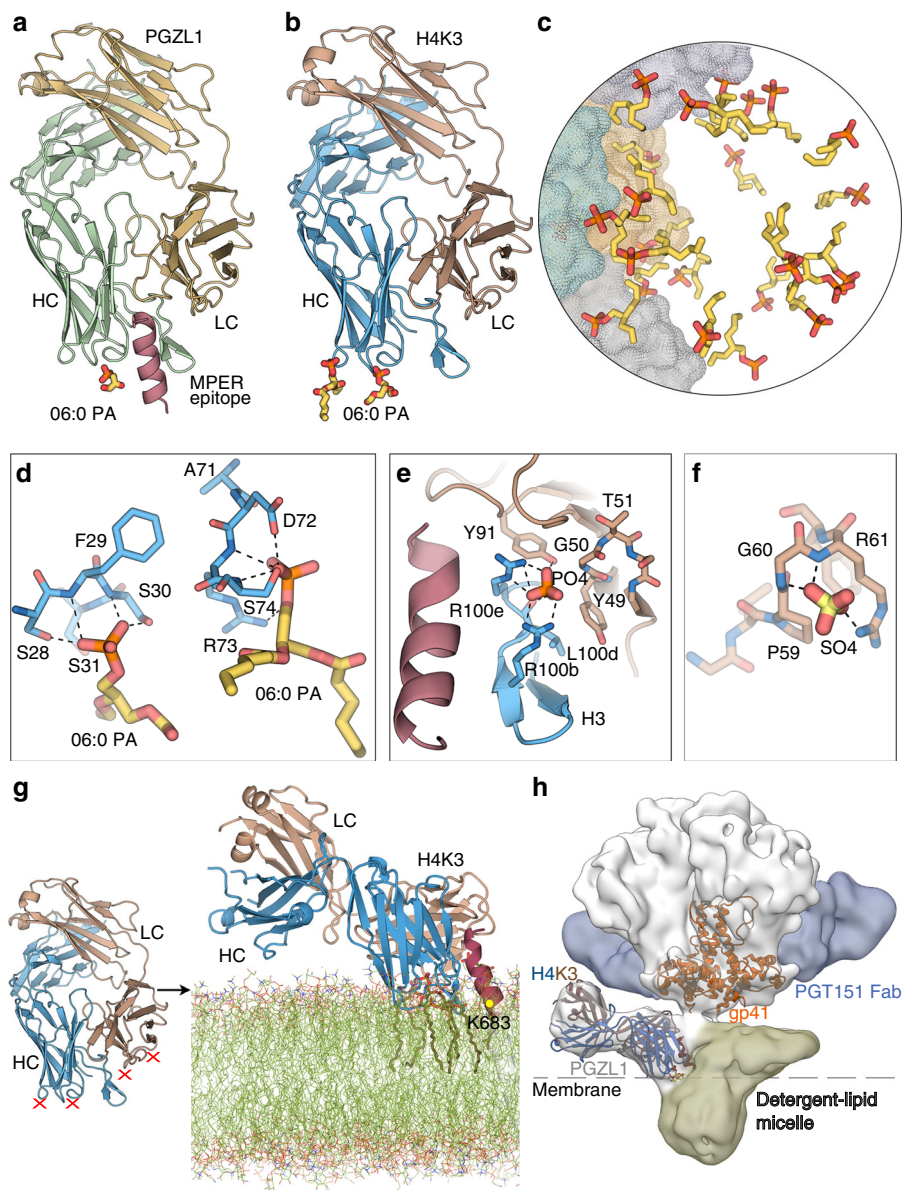 a
PGZL1
HC
LC
MPER
epitope
06:0 PA
b
H4K3
HC
LC
06:0 PA
c
d
A71
F29
D72
S30
S74
S28
S31
R73
06:0 PA
06:0 PA
e
T51
Y91
G50
PO4
R100e
Y49
L100d
R100b
H3
f
G60
R61
P59
SO4
g
LC
H4K3
HC
LC
HC
K683
h
H4K3
PGT151 Fab
gp41
PGZL1
Membrane
Detergent-lipid
micelle